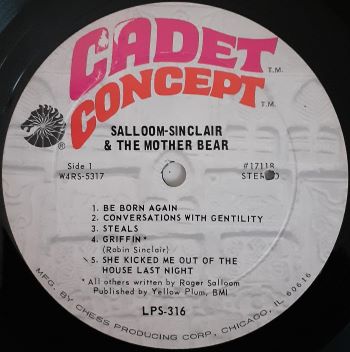 CADET
CONCEPT
T.M.
T.M.
SALLOOM-SINCLAIR
& THE MOTHER BEAR
Side 1
W4RS-5317
#17118
STEREO
®
1. BE BORN AGAIN
2. CONVERSATIONS WITH GENTILITY
3. STEALS
4. GRIFFIN*
(Robin Sinclair)
5. SHE KICKED ME OUT OF THE
HOUSE LAST NIGHT
* All others written by Roger Salloom
Published by Yellow Plum, BMI
LPS-316
MFG. BY CHESS PRODUCING CORP., CHICAGO, IL 60616